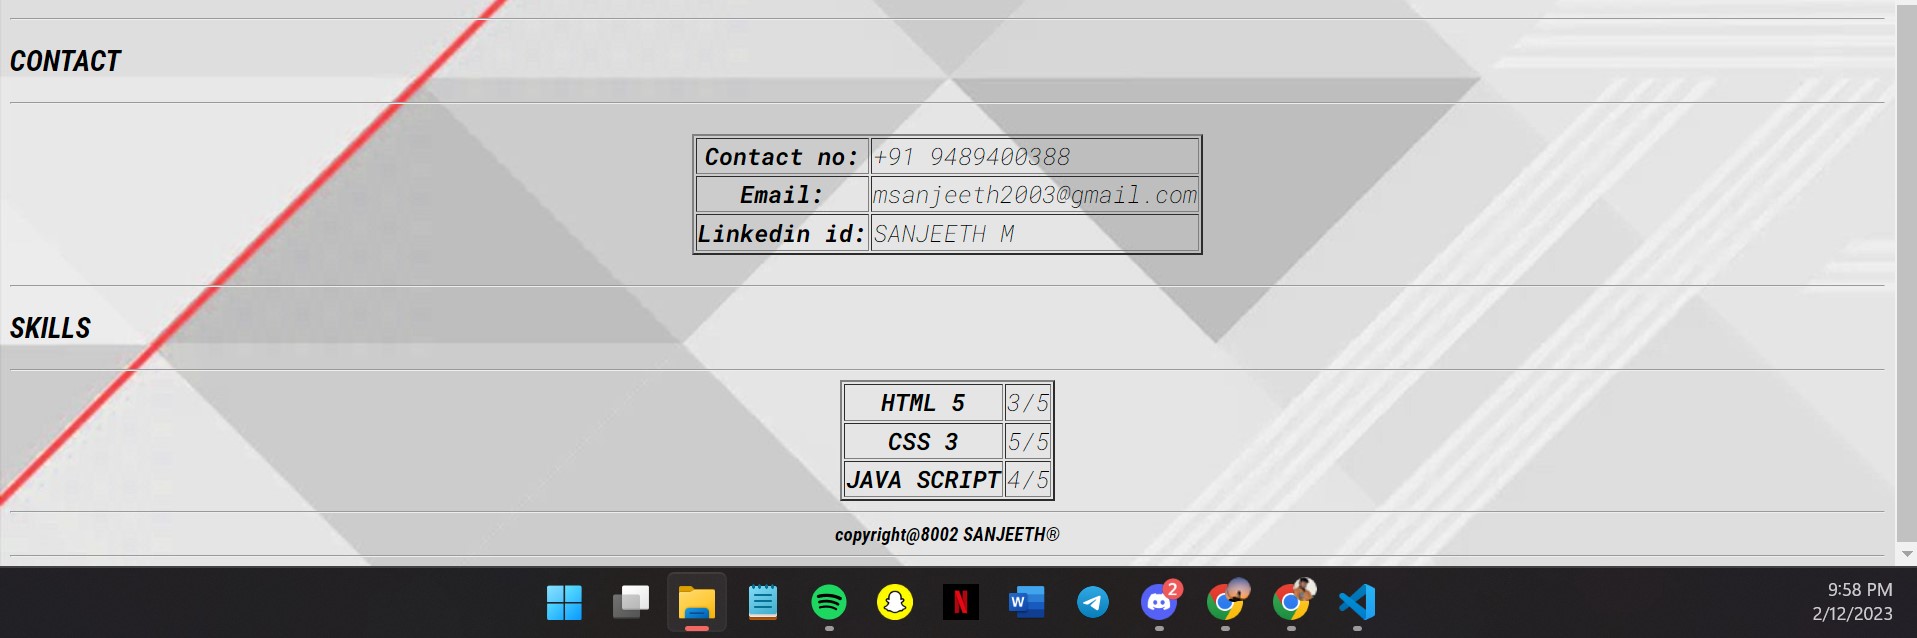 CONTACT
Contact no: +91 9489400388
Email: msanjeeth2003@gmail.com
Linkedin id: SANJEETH M
SKILLS
HTML 5 3/5
CSS 3 5/5
JAVA SCRIPT 4/5
copyright@8002 SANJEETH®
N
W
2
9:58 PM
2/12/2023